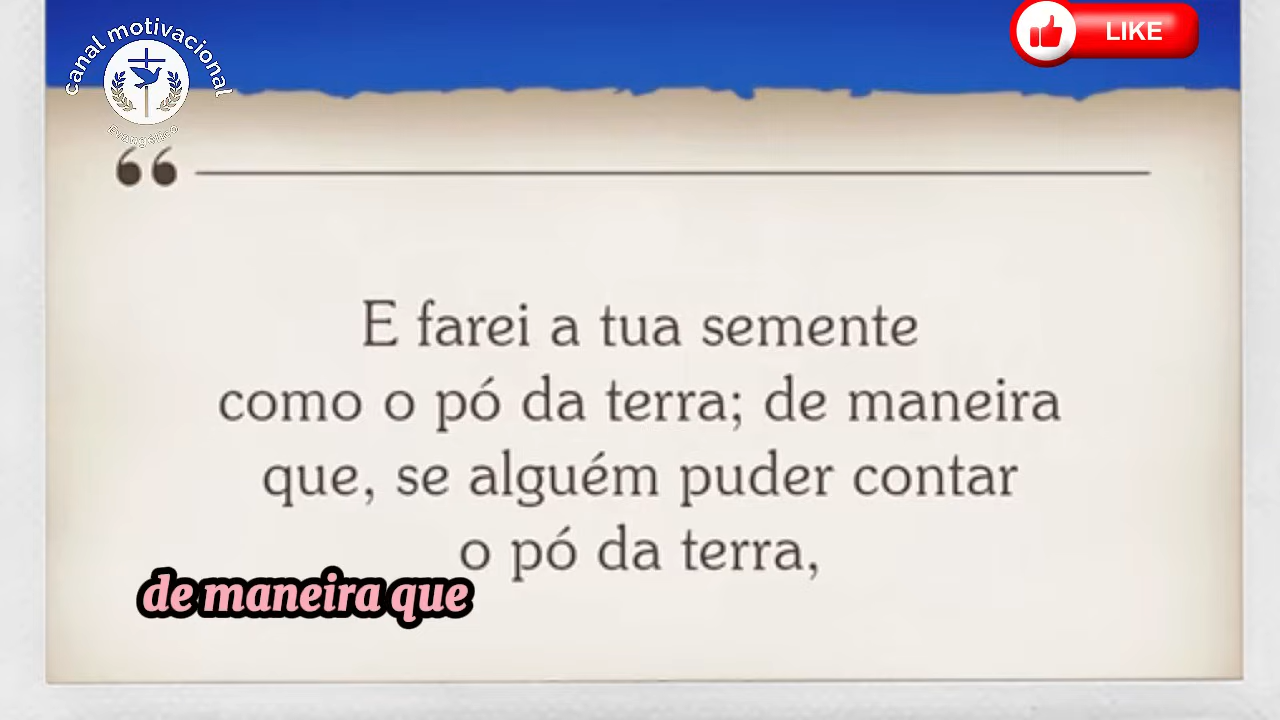 canal motivacional
evangélico
LIKE
“
E farei a tua semente
como o pó da terra; de maneira
que, se alguém puder contar
o pó da terra,
de maneira que